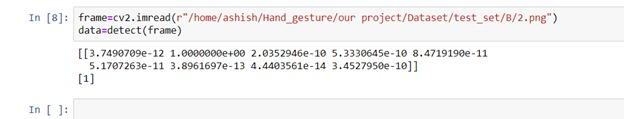 In [8]: frame=cv2.imread(r"/home/ashish/Hand_gesture/our project/Dataset/test_set/B/2.png")
data=detect(frame)
[[3.7490709e-12 1.0000000e+00 2.0352946e-10 5.3330645e-10 8.4719190e-11
5.1707263e-11 3.8961697e-13 4.4403561e-14 3.4527950e-10]]
[1]
In [ ]: